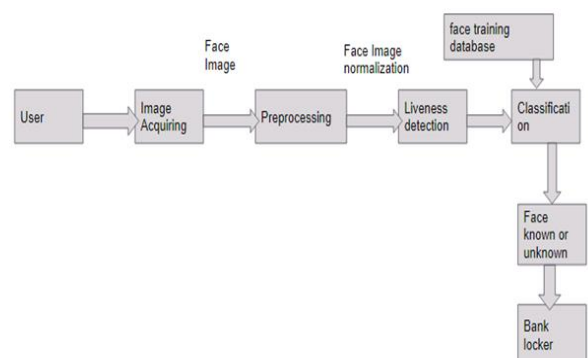 face training
database
Face
Image
Face Image
normalization
User
Image
Acquiring
Preprocessing
Liveness
detection
Classificati
on
Face
known or
unknown
Bank
locker